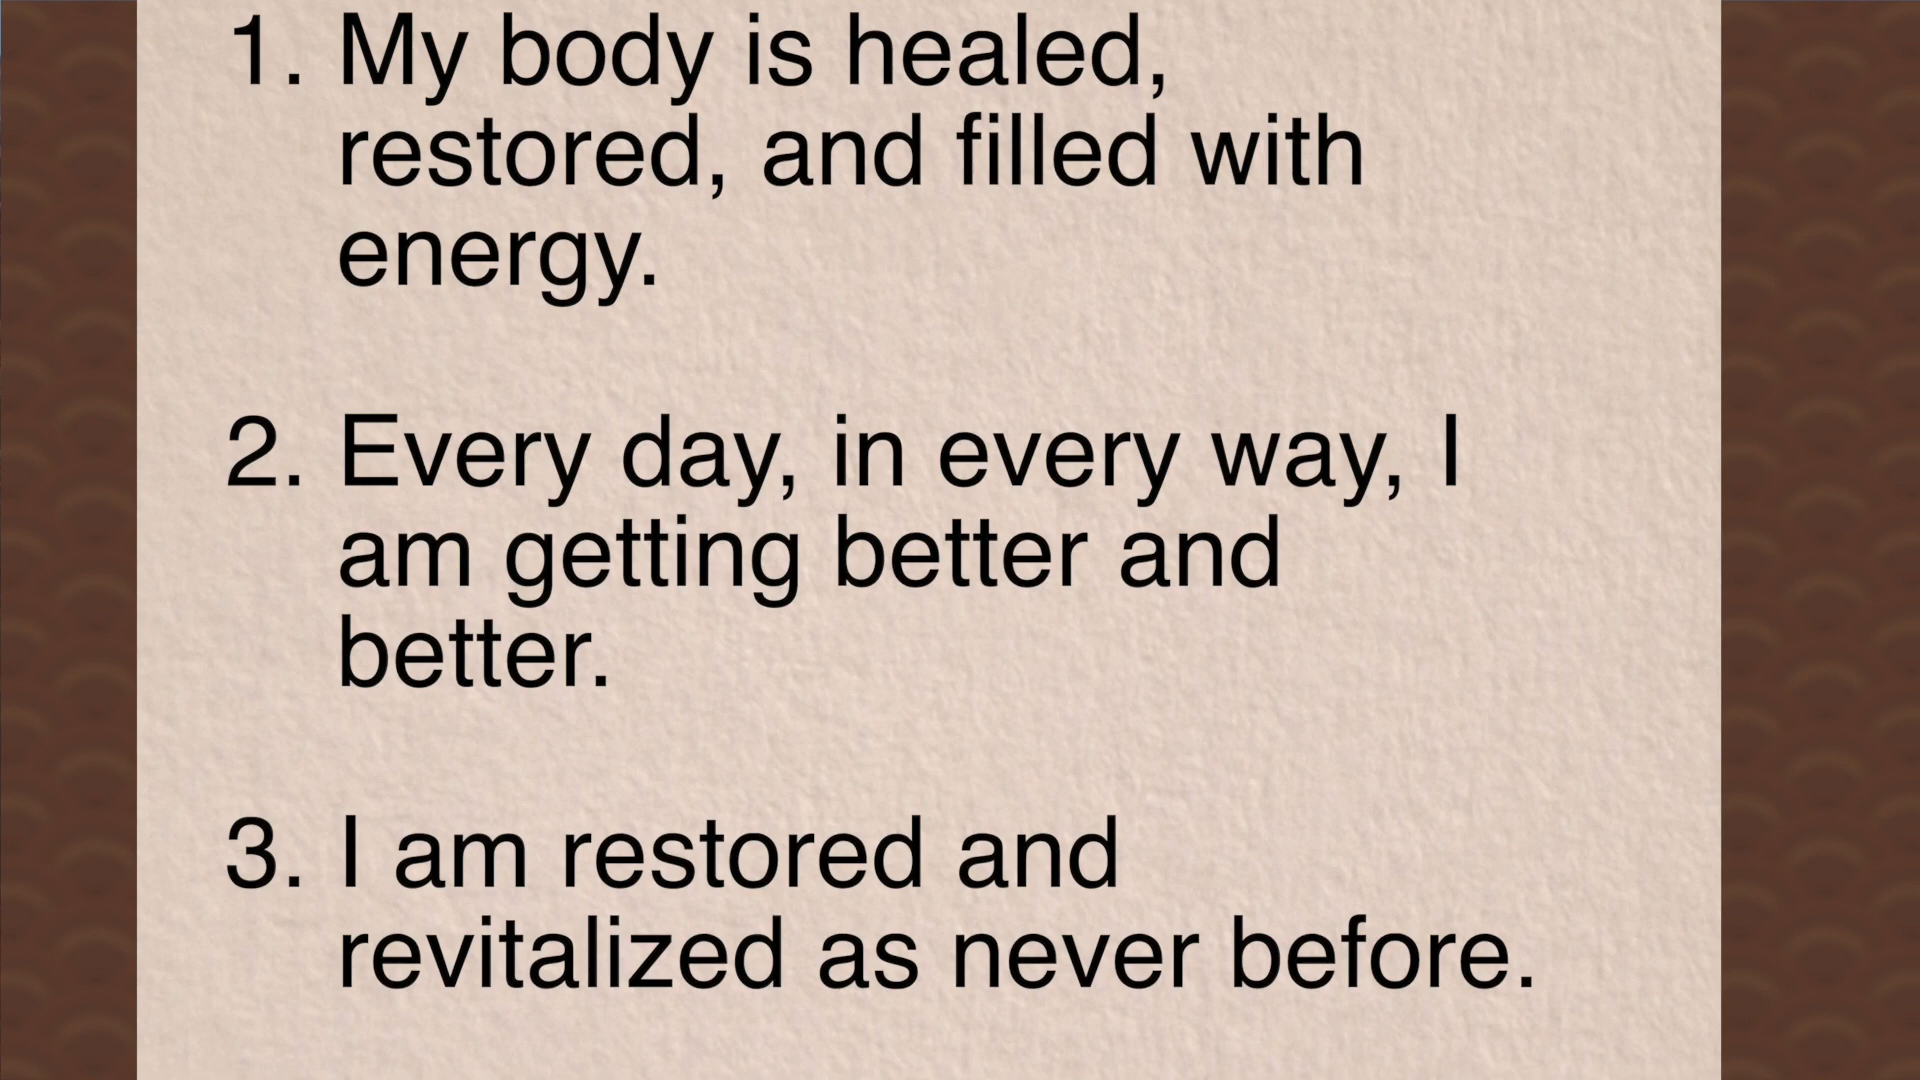 1. My body is healed,
restored, and filled with
energy.
2. Every day, in every way, I
am getting better and
better.
3. I am restored and
revitalized as never before.